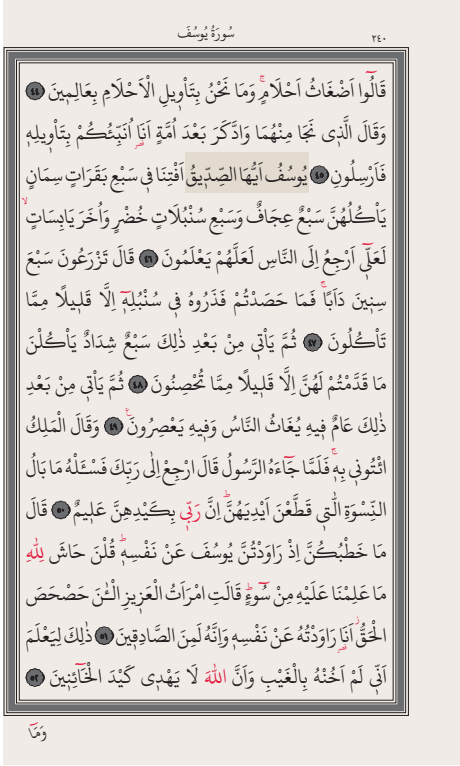 ٢٤٠ سُورَةُ يُوسُفَ
قَالُٓوا اَضْغَاثُ اَحْلَامٍۚ وَمَا نَحْنُ بِتَأْوٖيلِ الْاَحْلَامِ بِعَالِمٖينَ ﴿٤٤﴾
وَقَالَ الَّذٖى نَجَا مِنْهُمَا وَادَّكَرَ بَعْدَ اُمَّةٍ اَنَا۬ اُنَبِّئُكُمْ بِتَأْوٖيلِهٖ
فَاَرْسِلُونِ ﴿٤٥﴾ يُوسُفُ اَيُّهَا الصِّدّٖيقُ اَفْتِنَا فٖى سَبْعِ بَقَرَاتٍ سِمَانٍ
يَأْكُلُهُنَّ سَبْعٌ عِجَافٌ وَسَبْعِ سُنْبُلَاتٍ خُضْرٍ وَاُخَرَ يَابِسَاتٍۙ
لَعَلّٖٓى اَرْجِعُ اِلَى النَّاسِ لَعَلَّهُمْ يَعْلَمُونَ ﴿٤٦﴾ قَالَ تَزْرَعُونَ سَبْعَ
سِنٖينَ دَاَبًاۚ فَمَا حَصَدْتُمْ فَذَرُوهُ فٖى سُنْبُلِهٖٓ اِلَّا قَلٖيلًا مِمَّا
تَأْكُلُونَ ﴿٤٧﴾ ثُمَّ يَأْتٖى مِنْ بَعْدِ ذٰلِكَ سَبْعٌ شِدَادٌ يَأْكُلْنَ
مَا قَدَّمْتُمْ لَهُنَّ اِلَّا قَلٖيلًا مِمَّا تُحْصِنُونَ ﴿٤٨﴾ ثُمَّ يَأْتٖى مِنْ بَعْدِ
ذٰلِكَ عَامٌ فٖيهِ يُغَاثُ النَّاسُ وَفٖيهِ يَعْصِرُونَ۟ ﴿٤٩﴾ وَقَالَ الْمَلِكُ
ائْتُونٖى بِهٖۚ فَلَمَّا جَٓاءَهُ الرَّسُولُ قَالَ ارْجِعْ اِلٰى رَبِّكَ فَسْـَٔلْهُ مَا بَالُ
النِّسْوَةِ الّٰتٖى قَطَّعْنَ اَيْدِيَهُنَّۜ اِنَّ رَبّٖى بِكَيْدِهِنَّ عَلٖيمٌ ﴿٥٠﴾ قَالَ
مَا خَطْبُكُنَّ اِذْ رَاوَدْتُنَّ يُوسُفَ عَنْ نَفْسِهٖۜ قُلْنَ حَاشَ لِلّٰهِ
مَا عَلِمْنَا عَلَيْهِ مِنْ سُٓوءٍۜ قَالَتِ امْرَاَتُ الْعَزٖيزِ الْـٰٔنَ حَصْحَصَ
الْحَقُّۘ اَنَا۬ رَاوَدْتُهُ عَنْ نَفْسِهٖ وَاِنَّهُ لَمِنَ الصَّادِقٖينَ ﴿٥١﴾ ذٰلِكَ لِيَعْلَمَ
اَنّٖى لَمْ اَخُنْهُ بِالْغَيْبِ وَاَنَّ اللّٰهَ لَا يَهْدٖى كَيْدَ الْخَٓائِنٖينَ ﴿٥٢﴾
وَمَٓا